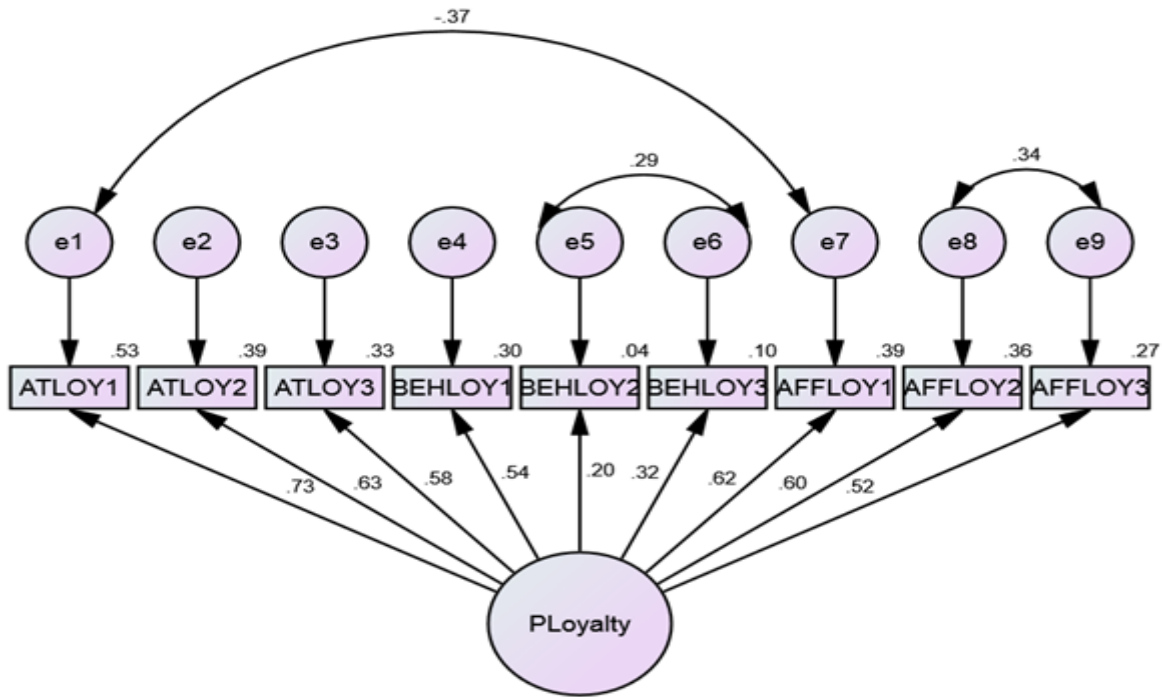 -.37
.29
.34
e1 e2 e3 e4 e5 e6 e7 e8 e9
.53 .39 .33 .30 .04 .10 .39 .36 .27
ATLOY1 ATLOY2 ATLOY3 BEHLOY1 BEHLOY2 BEHLOY3 AFFLOY1 AFFLOY2 AFFLOY3
.73 .63 .58 .54 .20 .32 .62 .60 .52
PLoyalty